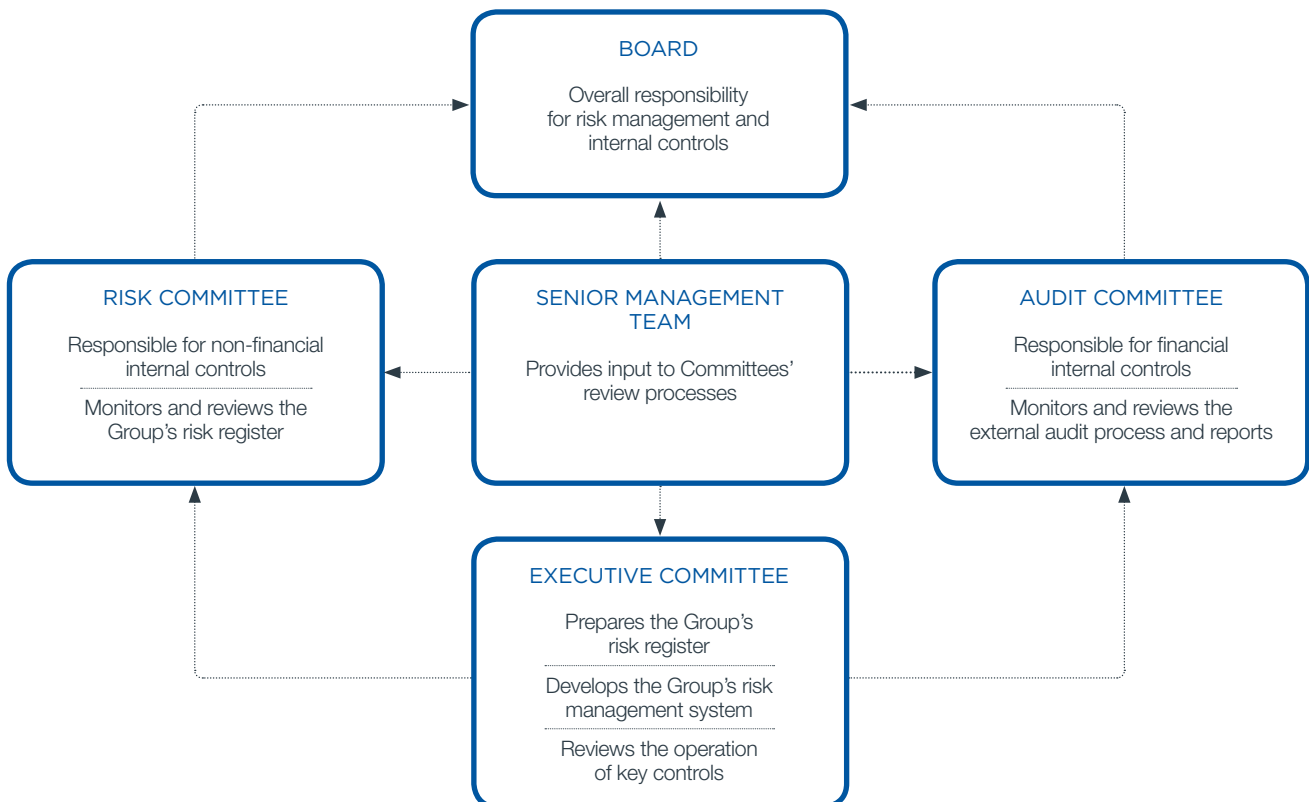 BOARD
Overall responsibility
for risk management and
internal controls
RISK COMMITTEE
Responsible for non-financial
internal controls
Monitors and reviews the
Group’s risk register
SENIOR MANAGEMENT
TEAM
Provides input to Committees’
review processes
AUDIT COMMITTEE
Responsible for financial
internal controls
Monitors and reviews the
external audit process and reports
EXECUTIVE COMMITTEE
Prepares the Group’s
risk register
Develops the Group’s risk
management system
Reviews the operation
of key controls